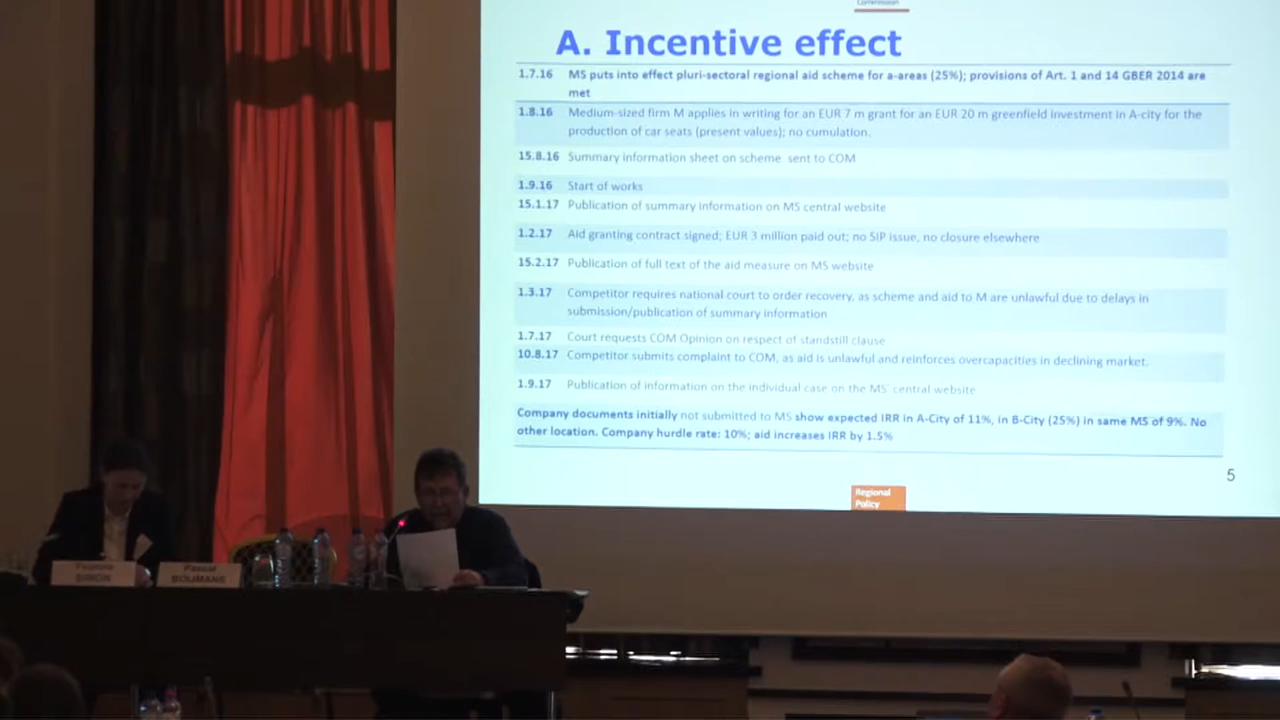 Commission
A. Incentive effect
1.7.16 MS puts into effect pluri-sectoral regional aid scheme for a-areas (25%); provisions of Art. 1 and 14 GBER 2014 are
met
1.8.16 Medium-sized firm M applies in writing for an EUR 7 m grant for an EUR 20 m greenfield investment in A-city for the
production of car seats (present values); no cumulation.
15.8.16 Summary information sheet on scheme sent to COM
1.9.16 Start of works
15.1.17 Publication of summary information on MS central website
1.2.17 Aid granting contract signed; EUR 3 million paid out; no SIP issue, no closure elsewhere
15.2.17 Publication of full text of the aid measure on MS website
1.3.17 Competitor requires national court to order recovery, as scheme and aid to M are unlawful due to delays in
submission/publication of summary information
1.7.17 Court requests COM Opinion on respect of standstill clause
10.8.17 Competitor submits complaint to COM, as aid is unlawful and reinforces overcapacities in declining market.
1.9.17 Publication of information on the individual case on the MS' central website
Company documents initially not submitted to MS show expected IRR in A-City of 11%, in B-City (25%) in same MS of 9%. No
other location. Company hurdle rate: 10%; aid increases IRR by 1.5%
5
Regional
Policy
Yvonne
SIMON
Pascal
BOIJMANS